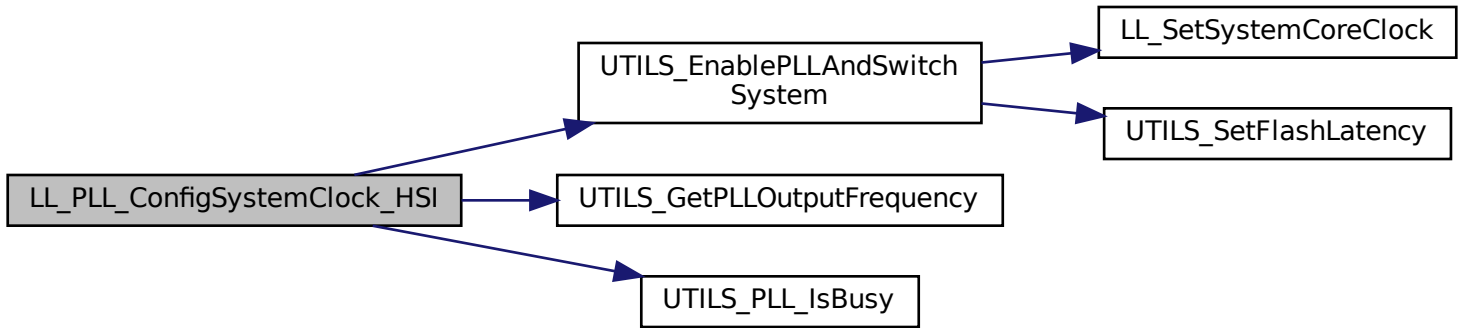 LL_SetSystemCoreClock
UTILS_EnablePLLAndSwitch
System
UTILS_SetFlashLatency
LL_PLL_ConfigSystemClock_HSI
UTILS_GetPLLOutputFrequency
UTILS_PLL_IsBusy